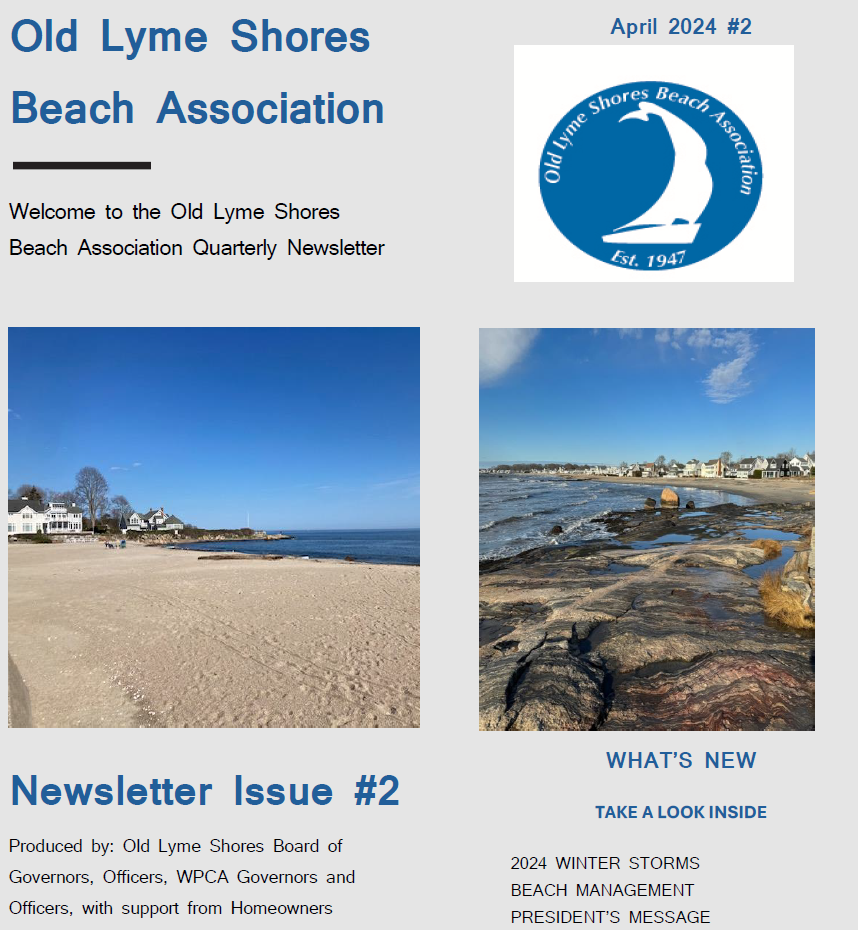 Old Lyme Shores
Beach Association
Welcome to the Old Lyme Shores
Beach Association Quarterly Newsletter
April 2024 #2
Old Lyme Shores Beach Association
Est. 1947
Newsletter Issue #2
Produced by: Old Lyme Shores Board of
Governors, Officers, WPCA Governors and
Officers, with support from Homeowners
WHAT’S NEW
TAKE A LOOK INSIDE
2024 WINTER STORMS
BEACH MANAGEMENT
PRESIDENT’S MESSAGE